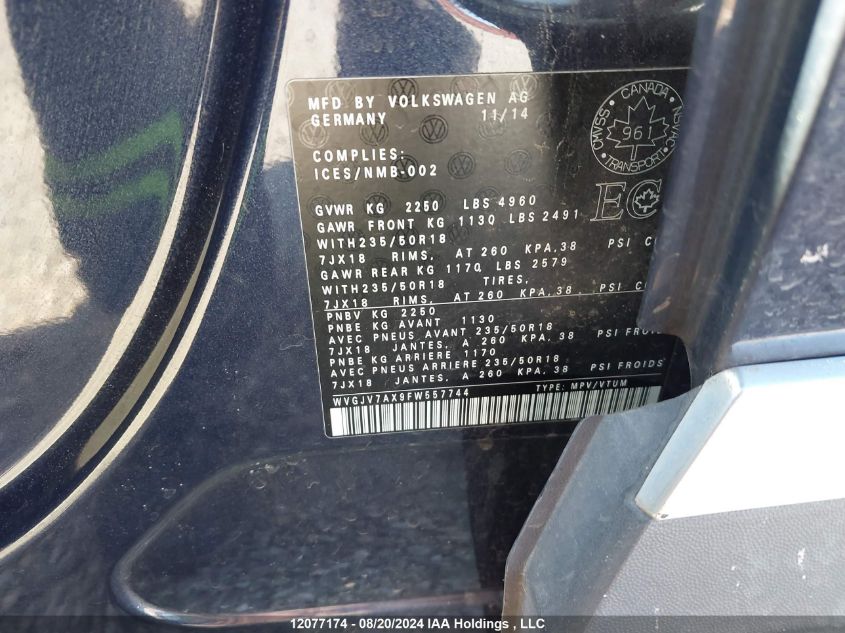 MFD BY VOLKSWAGEN AG
GERMANY 11/14
CANADA
CMVSS NSVAC
961
TRANSPORT
COMPLIES:
ICES/NMB-002
EC
GVWR KG 2250 LBS 4960
GAWR FRONT KG 1130 LBS 2491
WITH235/50R18
7JX18 RIMS, AT 260 KPA,38 PSI
GAWR REAR KG 1170 LBS 2579
WITH235/50R18 TIRES,
7JX18 RIMS, AT 260 KPA,38 PSI
PNBV KG 2250
PNBE KG AVANT 1130
AVEC PNEUS AVANT 235/50R18
7JX18 JANTES, A 260 KPA, 38 PSI
PNBE KG ARRIERE 1170
AVEC PNEUS ARRIERE 235/50R18
7JX18 JANTES, A 260 KPA, 38 PSI FROIDS
WVGJV7AX9FW557744 TYPE: MPV/VTUM
12077174 - 08/20/2024 IAA Holdings, LLC